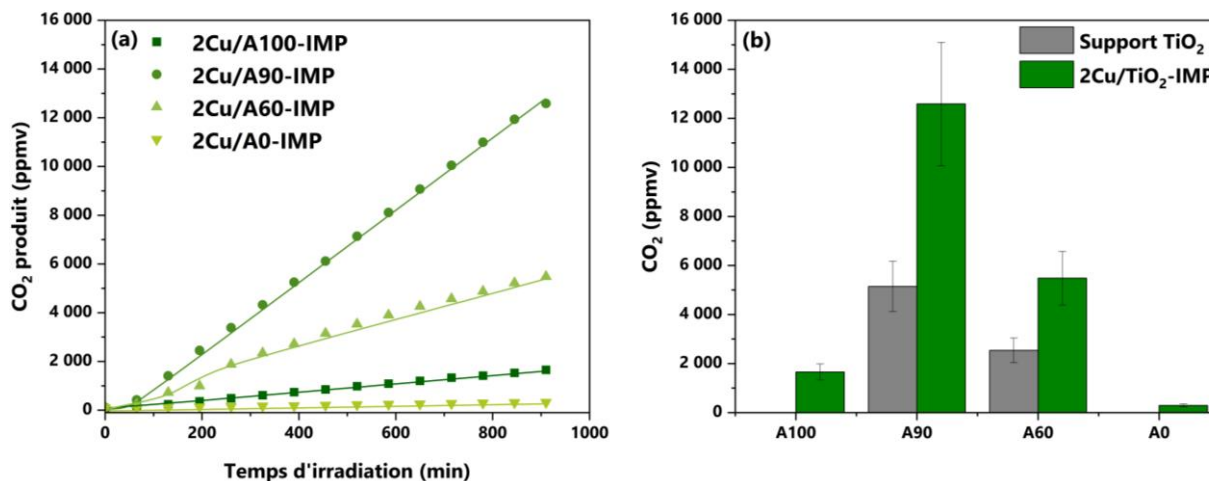 (a)
2Cu/A100-IMP
2Cu/A90-IMP
2Cu/A60-IMP
2Cu/A0-IMP
CO₂ produit (ppmv)
16 000
14 000
12 000
10 000
8 000
6 000
4 000
2 000
0
0 200 400 600 800 1000
Temps d'irradiation (min)
(b)
Support TiO₂
2Cu/TiO₂-IMP
CO₂ (ppmv)
16 000
14 000
12 000
10 000
8 000
6 000
4 000
2 000
0
A100 A90 A60 A0